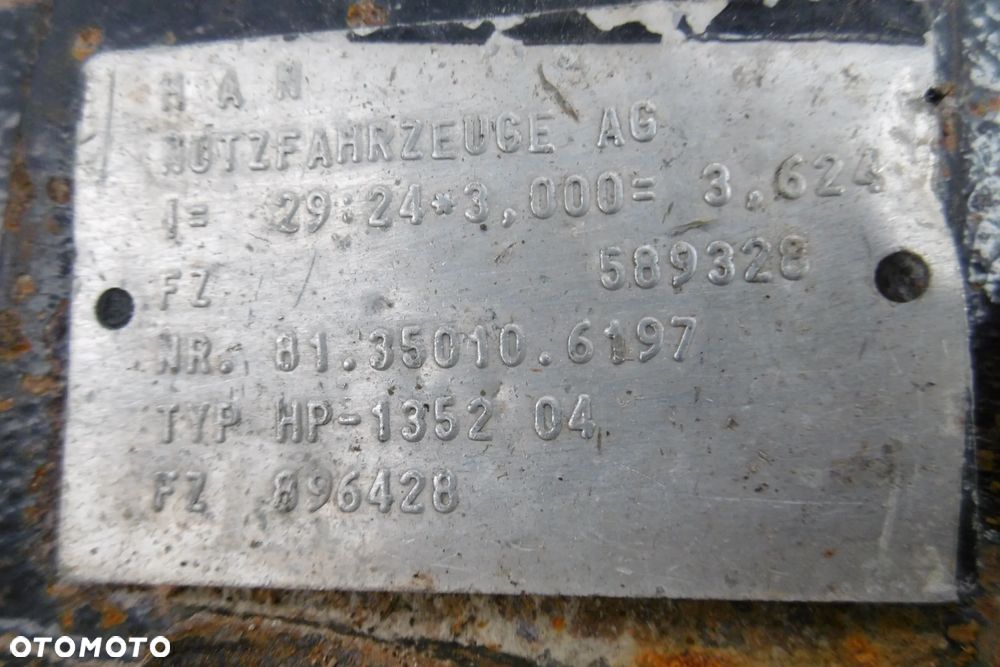 M A N
NUTZFAHRZEUGE AG
I= 29:24*3,000= 3,624
FZ 589328
NR. 81.35010.6197
TYP HP-1352 04
FZ 896428
OTOMOTO